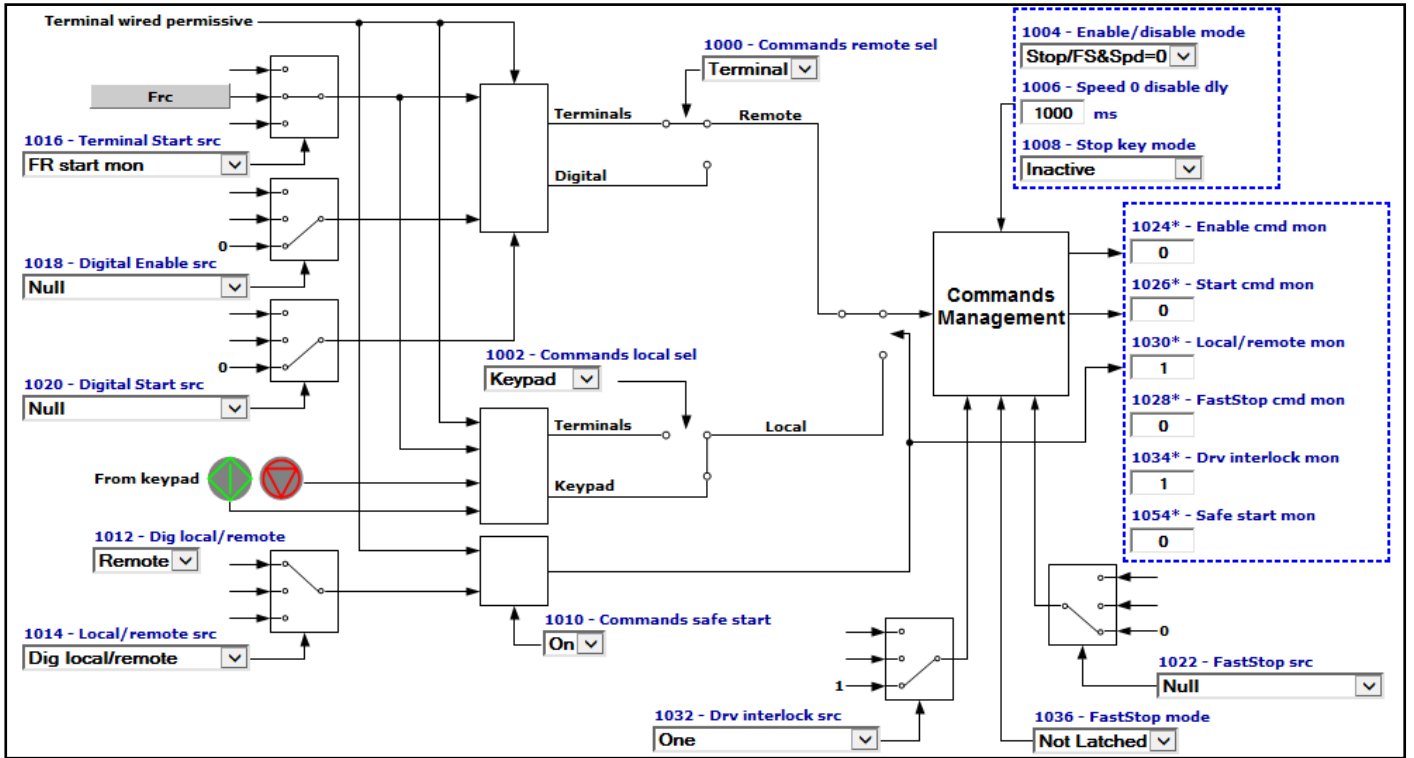 Terminal wired permissive
Frc
1016 - Terminal Start src
FR start mon
0
1018 - Digital Enable src
Null
0
1020 - Digital Start src
Null
From keypad
1012 - Dig local/remote
Remote
1014 - Local/remote src
Dig local/remote
1000 - Commands remote sel
Terminal
Terminals
Remote
Digital
1002 - Commands local sel
Keypad
Terminals
Local
Keypad
1010 - Commands safe start
On
1
1032 - Drv interlock src
One
Commands
Management
1004 - Enable/disable mode
Stop/FS&Spd=0
1006 - Speed 0 disable dly
1000 ms
1008 - Stop key mode
Inactive
1024* - Enable cmd mon
0
1026* - Start cmd mon
0
1030* - Local/remote mon
1
1028* - FastStop cmd mon
0
1034* - Drv interlock mon
1
1054* - Safe start mon
0
0
1022 - FastStop src
Null
1036 - FastStop mode
Not Latched